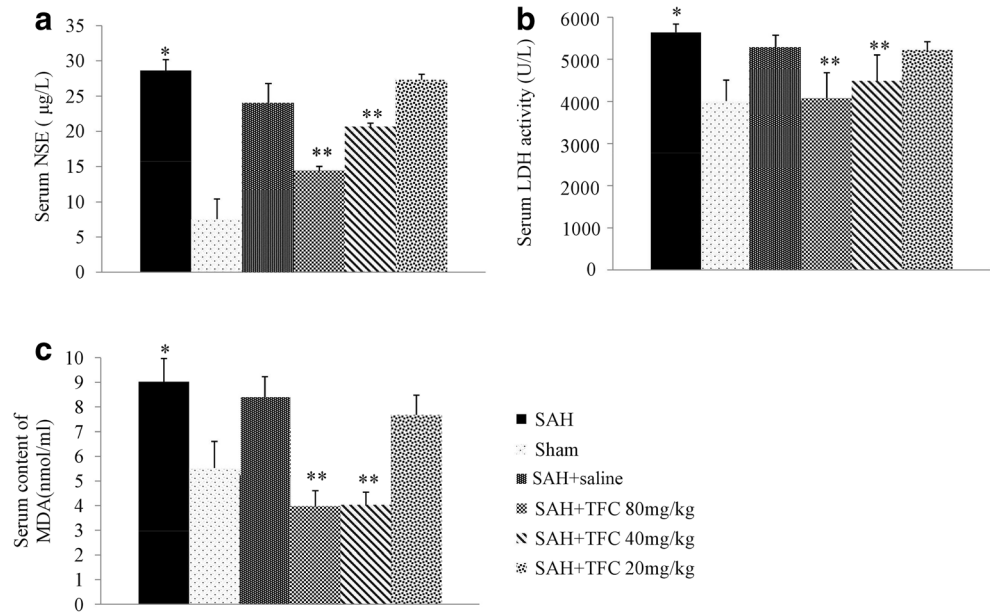 a
35
30
25
20
15
10
5
0
Serum NSE ( μg/L)
*
**
**
b
6000
5000
4000
3000
2000
1000
0
Serum LDH activity (U/L)
*
**
**
c
10
9
8
7
6
5
4
3
2
1
0
Serum content of
MDA(nmol/ml)
*
**
**
SAH
Sham
SAH+saline
SAH+TFC 80mg/kg
SAH+TFC 40mg/kg
SAH+TFC 20mg/kg